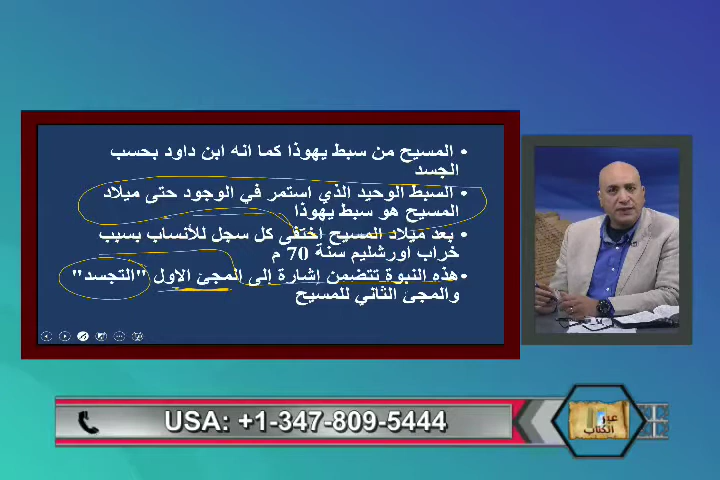 • المسيح من سبط يهوذا كما انه ابن داود بحسب
الجسد
• السبط الوحيد الذي استمر في الوجود حتى ميلاد
المسيح هو سبط يهوذا
• بعد ميلاد المسيح اختفى كل سجل للأنساب بسبب
خراب اورشليم سنة 70 م
• هذه النبوة تتضمن إشارة الى المجئ الاول "التجسد"
والمجئ الثاني للمسيح
USA: +1-347-809-5444
الكتاب